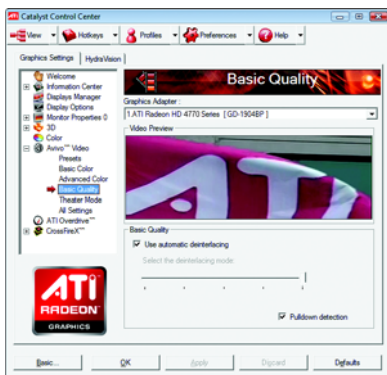 Catalyst Control Center
View
Hotkeys
Profiles
Preferences
Help
Graphics Settings
HydraVision
Welcome
Information Center
Displays Manager
Display Options
Monitor Properties 0
3D
Color
Avivo™ Video
Presets
Basic Color
Advanced Color
Basic Quality
Theater Mode
All Settings
ATI Overdrive™
CrossFireX™
ATI
RADEON
GRAPHICS
Basic Quality
Graphics Adapter :
1.ATI Radeon HD 4770 Series [ GD-1904BP ]
Video Preview
ATI
Basic Quality
Use automatic deinterlacing
Select the deinterlacing mode:
Pulldown detection
Basic...
OK
Apply
Discard
Defaults